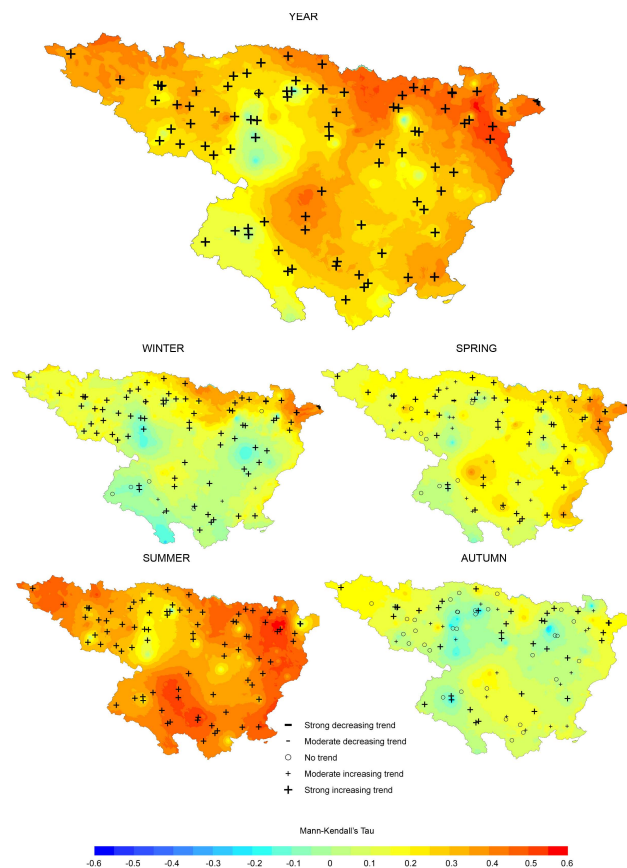 YEAR
WINTER
SPRING
SUMMER
AUTUMN
Strong decreasing trend
Moderate decreasing trend
No trend
Moderate increasing trend
Strong increasing trend
Mann-Kendall's Tau
-0.6 -0.5 -0.4 -0.3 -0.2 -0.1 0 0.1 0.2 0.3 0.4 0.5 0.6